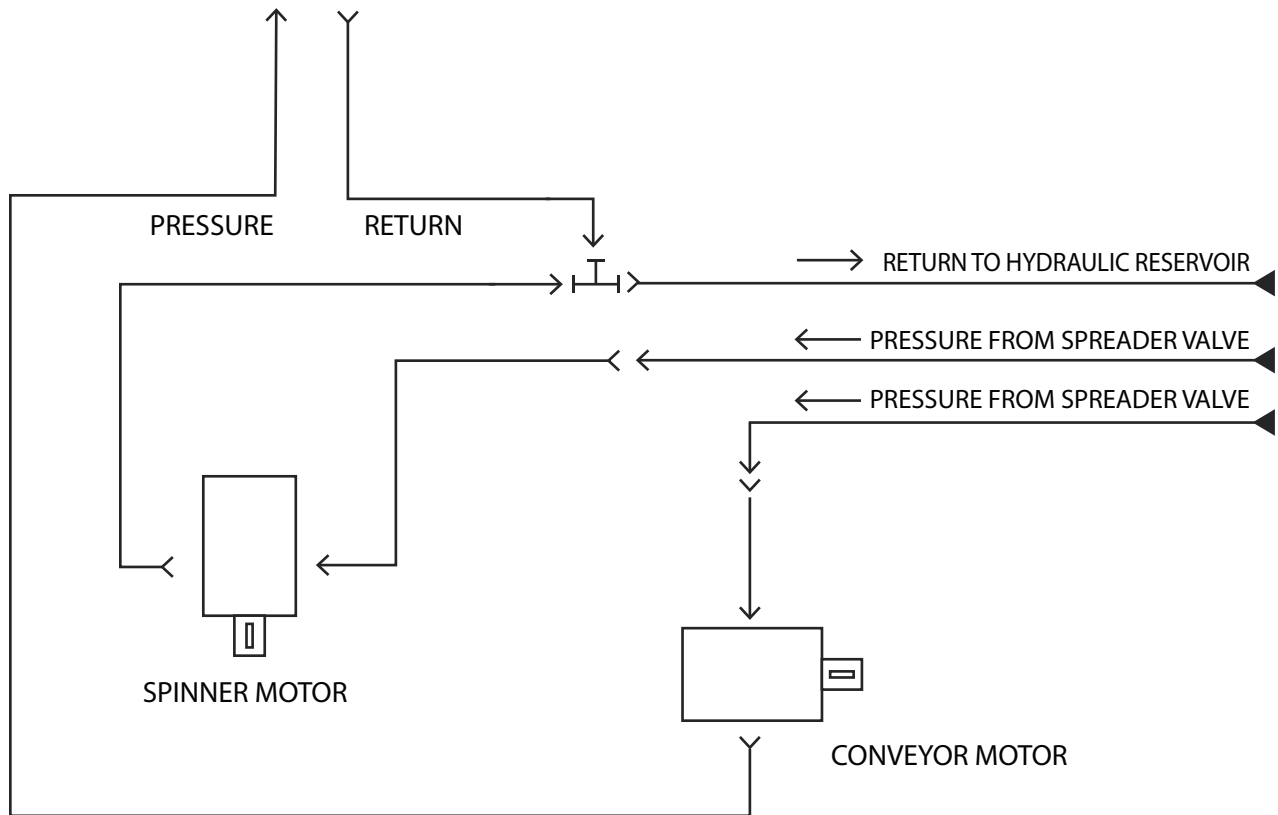 PRESSURE
RETURN
RETURN TO HYDRAULIC RESERVOIR
PRESSURE FROM SPREADER VALVE
PRESSURE FROM SPREADER VALVE
SPINNER MOTOR
CONVEYOR MOTOR